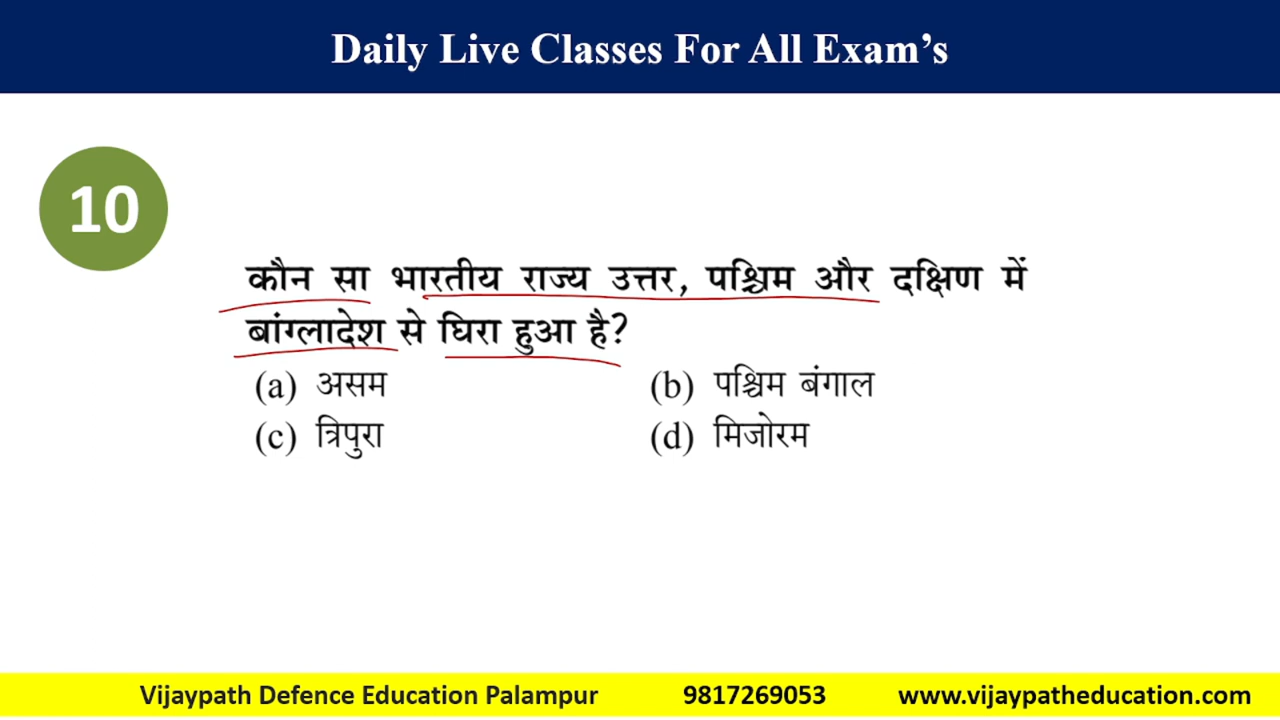 Daily Live Classes For All Exam’s
10
कौन सा भारतीय राज्य उत्तर, पश्चिम और दक्षिण में
बांग्लादेश से घिरा हुआ है?
(a) असम (b) पश्चिम बंगाल
(c) त्रिपुरा (d) मिजोरम
Vijaypath Defence Education Palampur 9817269053 www.vijaypatheducation.com